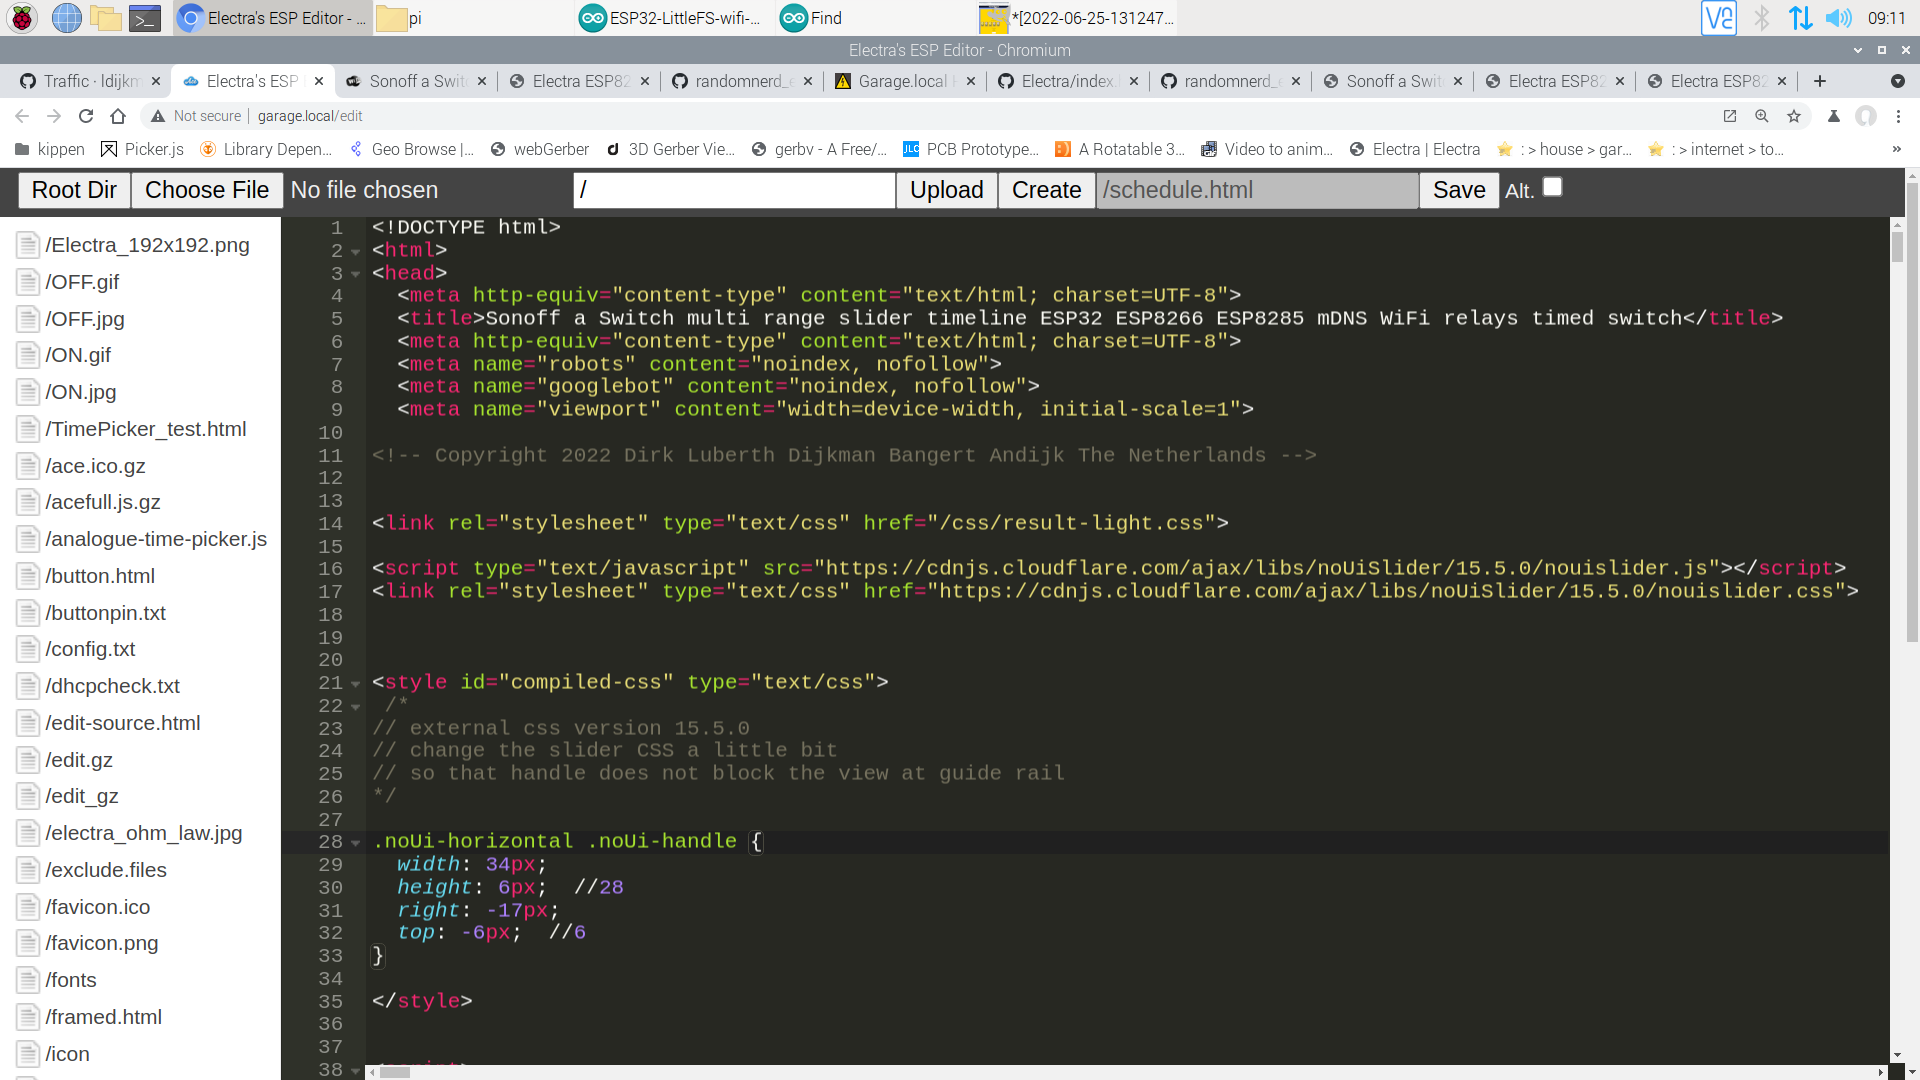 Electra's ESP Editor - ...
pi
ESP32-LittleFS-wifi-...
Find
*[2022-06-25-131247...
09:11
Electra's ESP Editor - Chromium
Traffic · ldijkm
Electra's ESP
Sonoff a Swit
Electra ESP82
randomnerd_e
Garage.local
Electra/index.
randomnerd_e
Sonoff a Swit
Electra ESP82
Electra ESP82
Not secure | garage.local/edit
kippen
Picker.js
Library Depen...
Geo Browse |...
webGerber
3D Gerber Vie...
gerbv - A Free/...
PCB Prototype...
A Rotatable 3...
Video to anim...
Electra | Electra
: > house > gar...
: > internet > to...
»
Root Dir
Choose File No file chosen
/
Upload
Create
/schedule.html
Save
Alt.
/Electra_192x192.png
/OFF.gif
/OFF.jpg
/ON.gif
/ON.jpg
/TimePicker_test.html
/ace.ico.gz
/acefull.js.gz
/analogue-time-picker.js
/button.html
/buttonpin.txt
/config.txt
/dhcpcheck.txt
/edit-source.html
/edit.gz
/edit_gz
/electra_ohm_law.jpg
/exclude.files
/favicon.ico
/favicon.png
/fonts
/framed.html
/icon
1 <!DOCTYPE html>
2 <html>
3 <head>
4 <meta http-equiv="content-type" content="text/html; charset=UTF-8">
5 <title>Sonoff a Switch multi range slider timeline ESP32 ESP8266 ESP8285 mDNS WiFi relays timed switch</title>
6 <meta http-equiv="content-type" content="text/html; charset=UTF-8">
7 <meta name="robots" content="noindex, nofollow">
8 <meta name="googlebot" content="noindex, nofollow">
9 <meta name="viewport" content="width=device-width, initial-scale=1">
10
11 <!-- Copyright 2022 Dirk Luberth Dijkman Bangert Andijk The Netherlands -->
12
13
14 <link rel="stylesheet" type="text/css" href="/css/result-light.css">
15
16 <script type="text/javascript" src="https://cdnjs.cloudflare.com/ajax/libs/noUiSlider/15.5.0/nouislider.js"></script>
17 <link rel="stylesheet" type="text/css" href="https://cdnjs.cloudflare.com/ajax/libs/noUiSlider/15.5.0/nouislider.css">
18
19
20
21 <style id="compiled-css" type="text/css">
22 /*
23 // external css version 15.5.0
24 // change the slider CSS a little bit
25 // so that handle does not block the view at guide rail
26 */
27
28 .noUi-horizontal .noUi-handle {
29 width: 34px;
30 height: 6px; //28
31 right: -17px;
32 top: -6px; //6
33 }
34
35 </style>
36
37
38 <script>